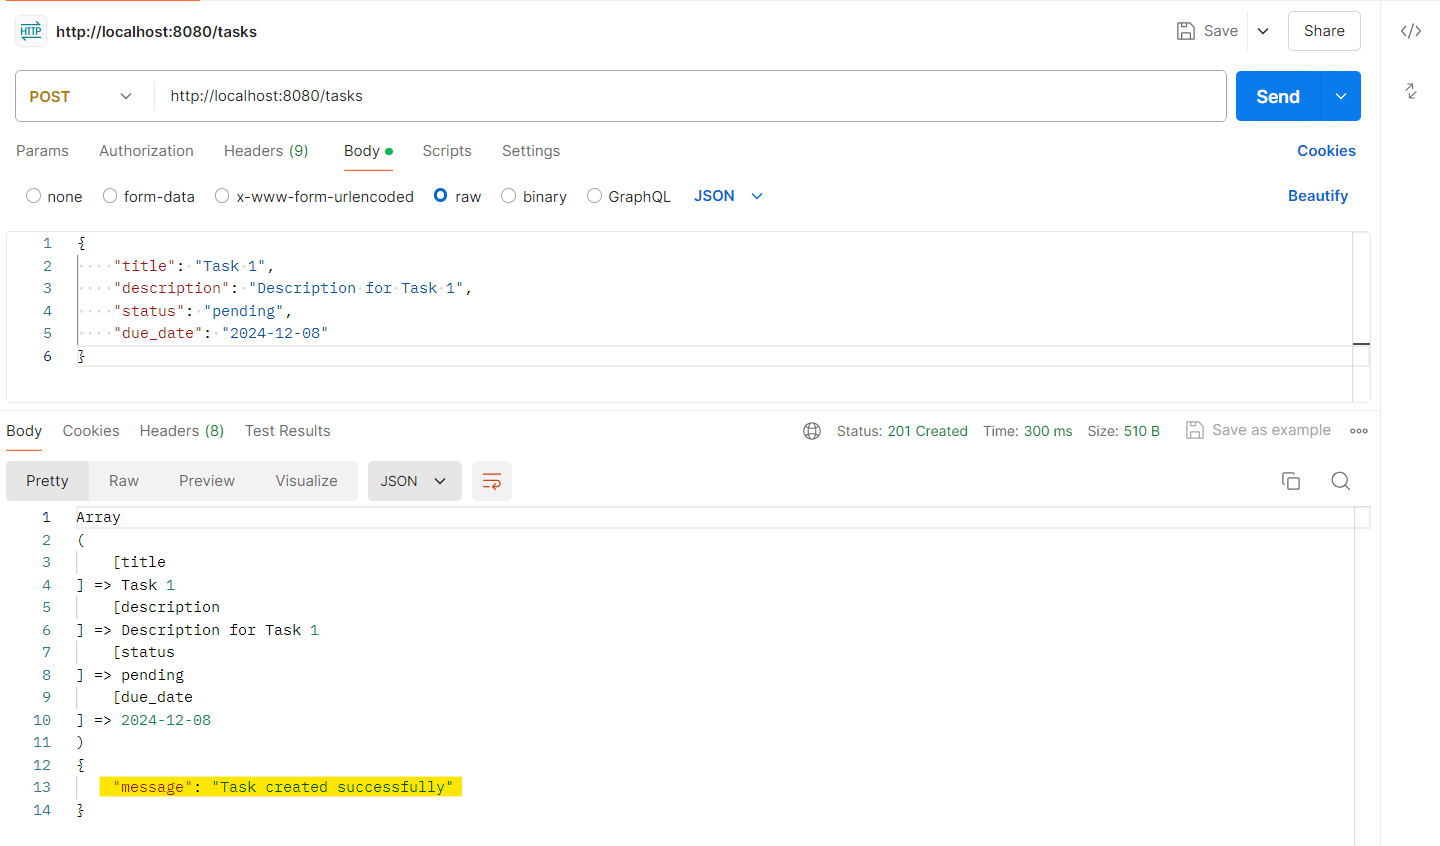 HTTP http://localhost:8080/tasks Save Share
POST http://localhost:8080/tasks Send
Params Authorization Headers (9) Body Scripts Settings Cookies
none form-data x-www-form-urlencoded raw binary GraphQL JSON Beautify
1 {
2 "title": "Task 1",
3 "description": "Description for Task 1",
4 "status": "pending",
5 "due_date": "2024-12-08"
6 }
Body Cookies Headers (8) Test Results Status: 201 Created Time: 300 ms Size: 510 B Save as example
Pretty Raw Preview Visualize JSON
1 Array
2 (
3 [title
4 ] => Task 1
5 [description
6 ] => Description for Task 1
7 [status
8 ] => pending
9 [due_date
10 ] => 2024-12-08
11 )
12 {
13 "message": "Task created successfully"
14 }